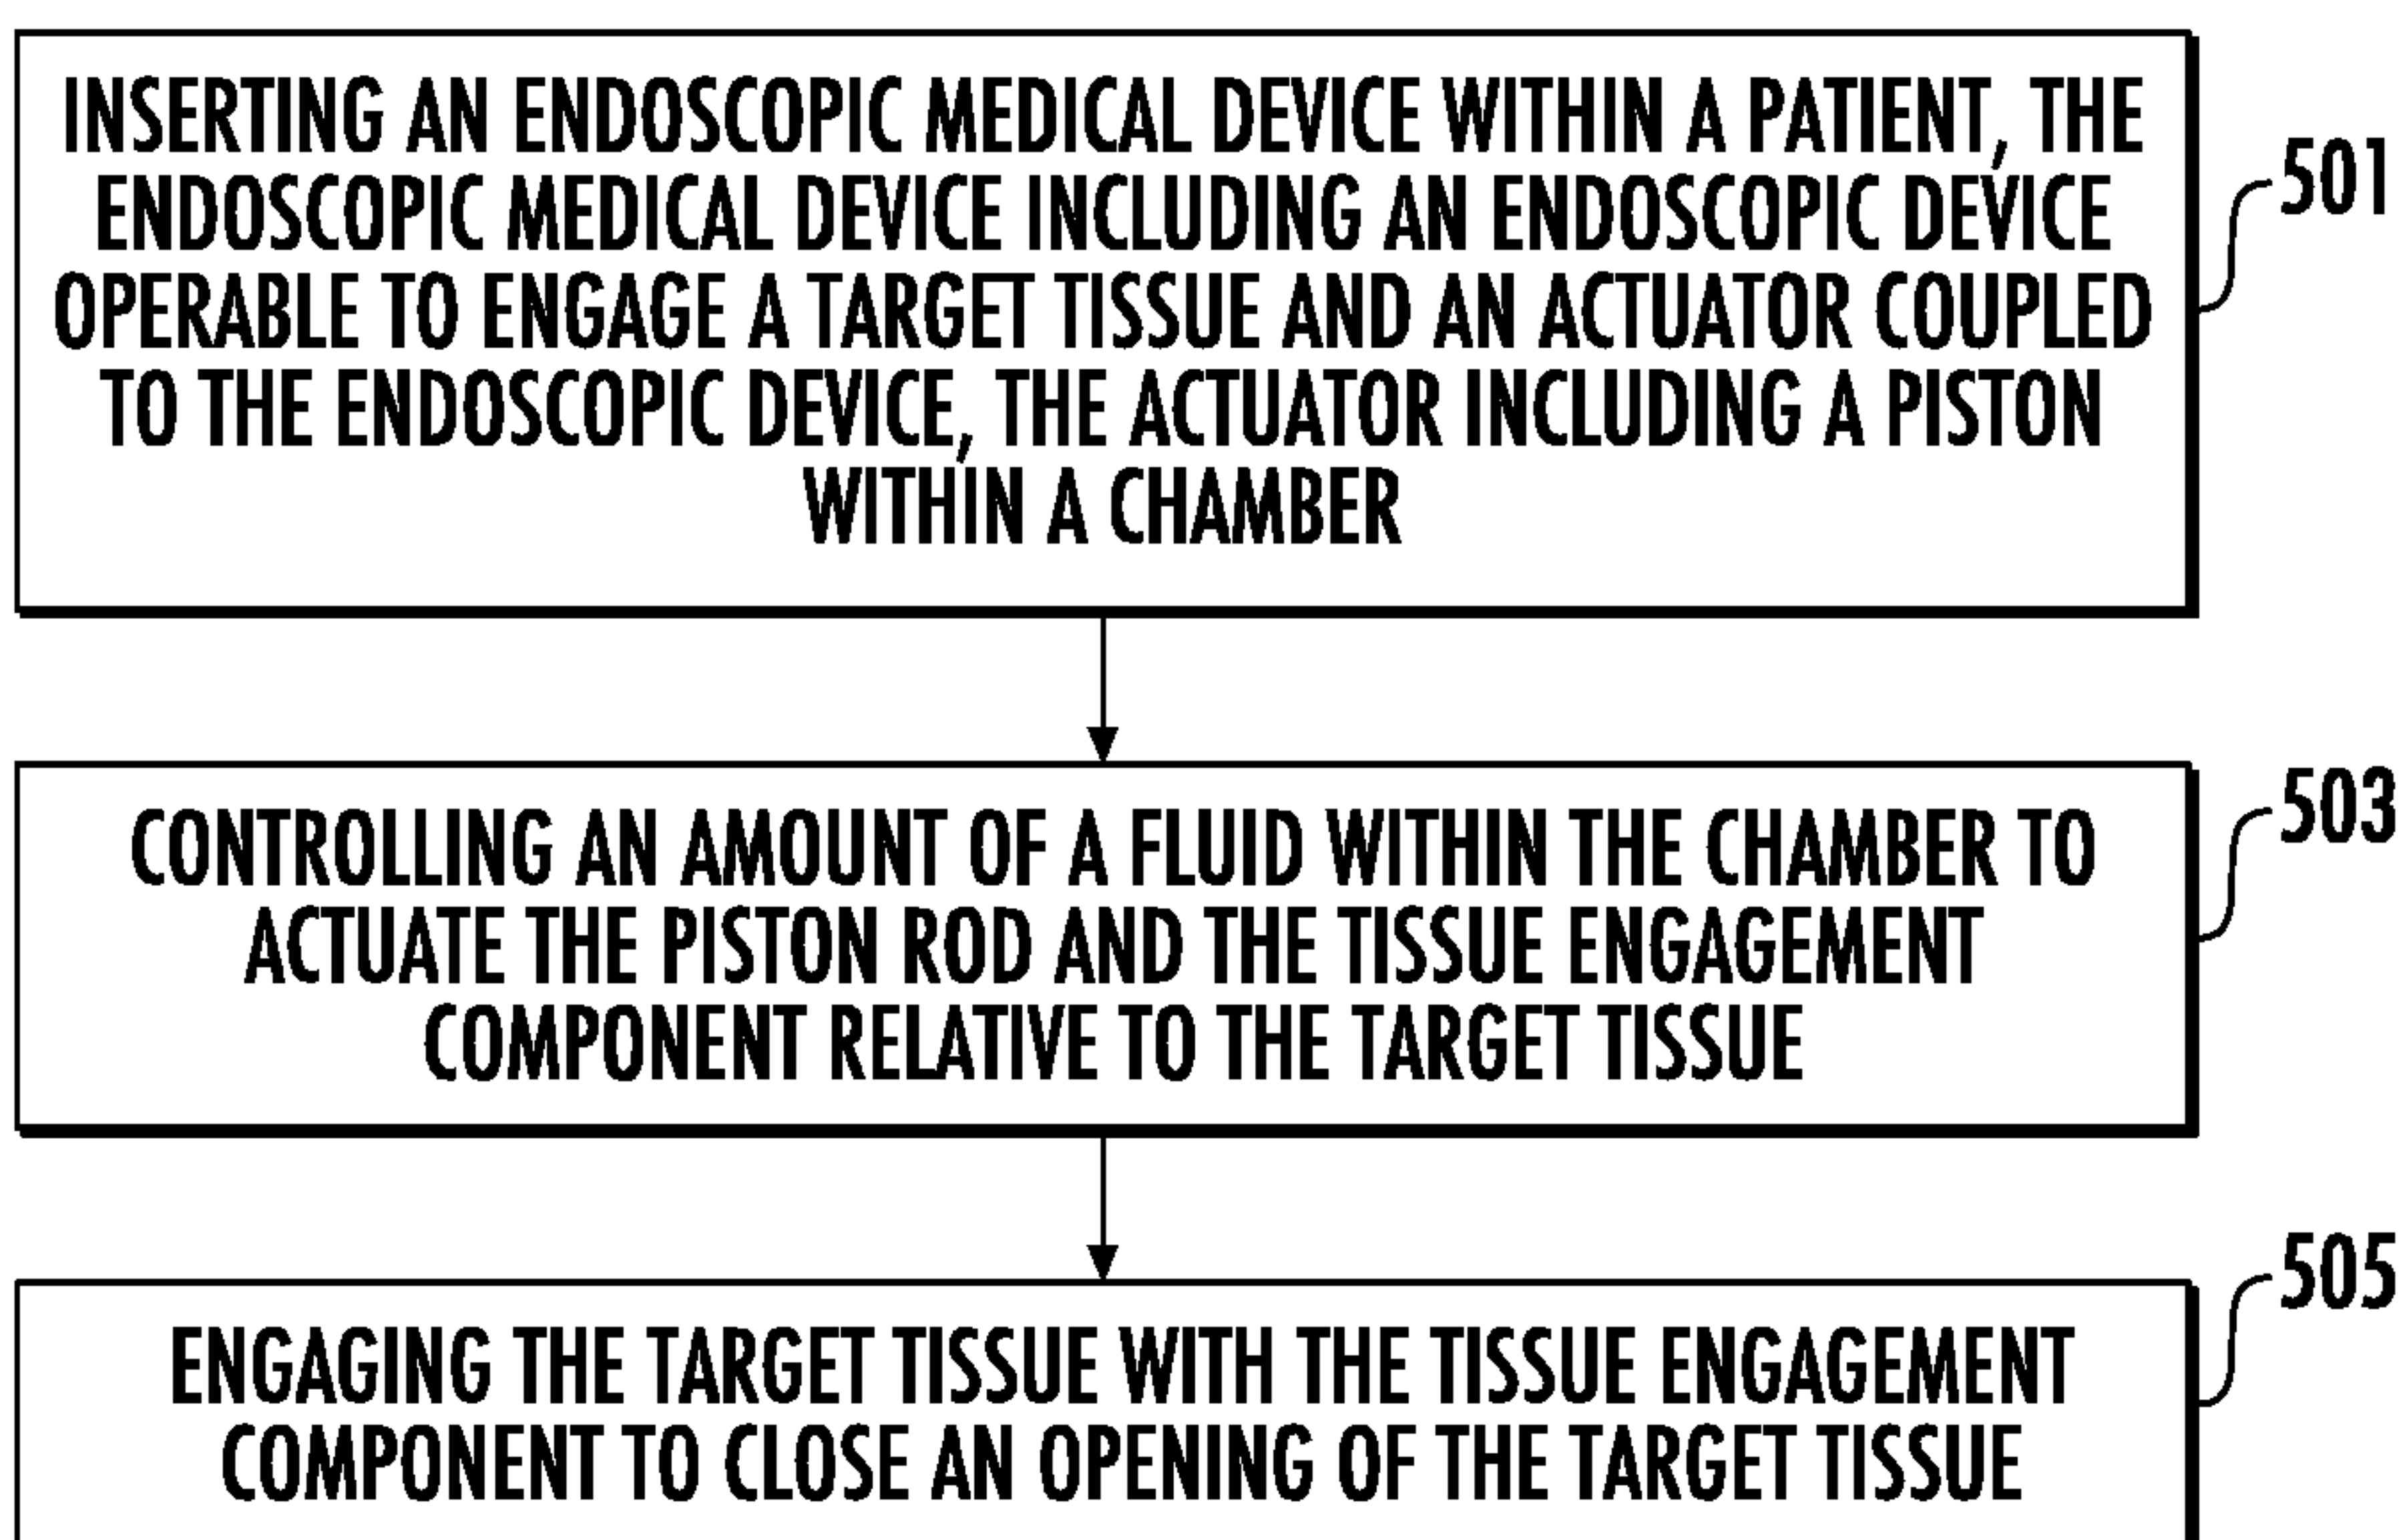 INSERTING AN ENDOSCOPIC MEDICAL DEVICE WITHIN A PATIENT, THE
ENDOSCOPIC MEDICAL DEVICE INCLUDING AN ENDOSCOPIC DEVICE
OPERABLE TO ENGAGE A TARGET TISSUE AND AN ACTUATOR COUPLED
TO THE ENDOSCOPIC DEVICE, THE ACTUATOR INCLUDING A PISTON
WITHIN A CHAMBER
501
CONTROLLING AN AMOUNT OF A FLUID WITHIN THE CHAMBER TO
ACTUATE THE PISTON ROD AND THE TISSUE ENGAGEMENT
COMPONENT RELATIVE TO THE TARGET TISSUE
503
ENGAGING THE TARGET TISSUE WITH THE TISSUE ENGAGEMENT
COMPONENT TO CLOSE AN OPENING OF THE TARGET TISSUE
505